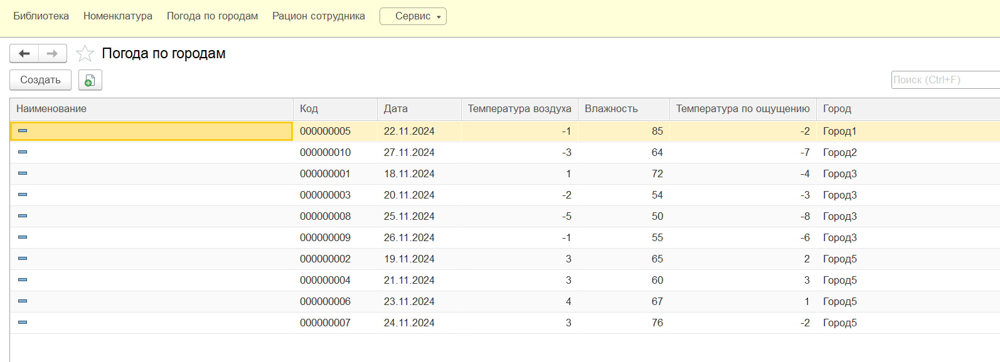 Библиотека Номенклатура Погода по городам Рацион сотрудника Сервис
Погода по городам
Создать Поиск (Ctrl+F)
Наименование Код Дата Температура воздуха Влажность Температура по ощущению Город
000000005 22.11.2024 -1 85 -2 Город1
000000010 27.11.2024 -3 64 -7 Город2
000000001 18.11.2024 1 72 -4 Город3
000000003 20.11.2024 -2 54 -3 Город3
000000008 25.11.2024 -5 50 -8 Город3
000000009 26.11.2024 -1 55 -6 Город3
000000002 19.11.2024 3 65 2 Город5
000000004 21.11.2024 3 60 3 Город5
000000006 23.11.2024 4 67 1 Город5
000000007 24.11.2024 3 76 -2 Город5